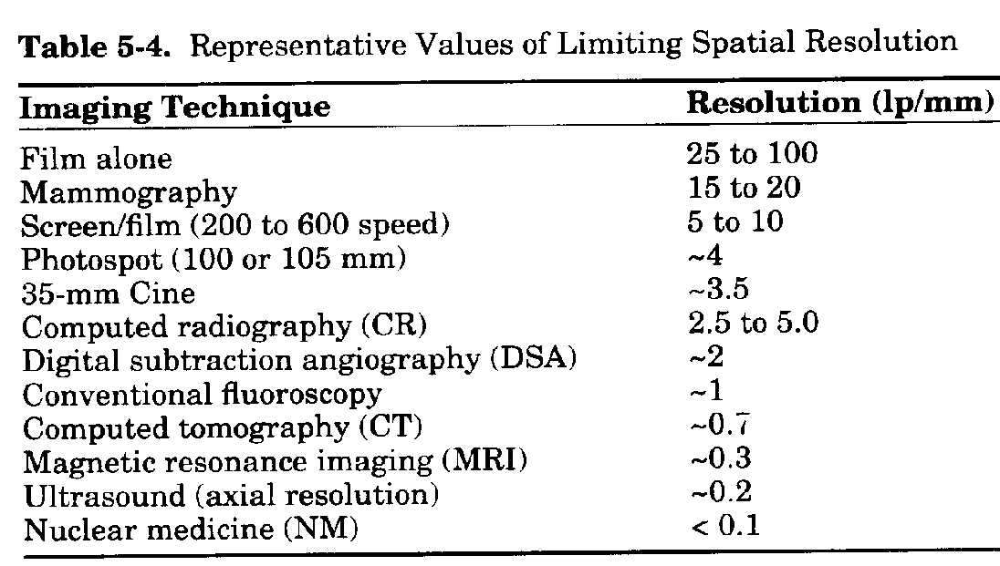 Table 5-4. Representative Values of Limiting Spatial Resolution
Imaging Technique Resolution (lp/mm)
Film alone 25 to 100
Mammography 15 to 20
Screen/film (200 to 600 speed) 5 to 10
Photospot (100 or 105 mm) ~4
35-mm Cine ~3.5
Computed radiography (CR) 2.5 to 5.0
Digital subtraction angiography (DSA) ~2
Conventional fluoroscopy ~1
Computed tomography (CT) ~0.7
Magnetic resonance imaging (MRI) ~0.3
Ultrasound (axial resolution) ~0.2
Nuclear medicine (NM) < 0.1